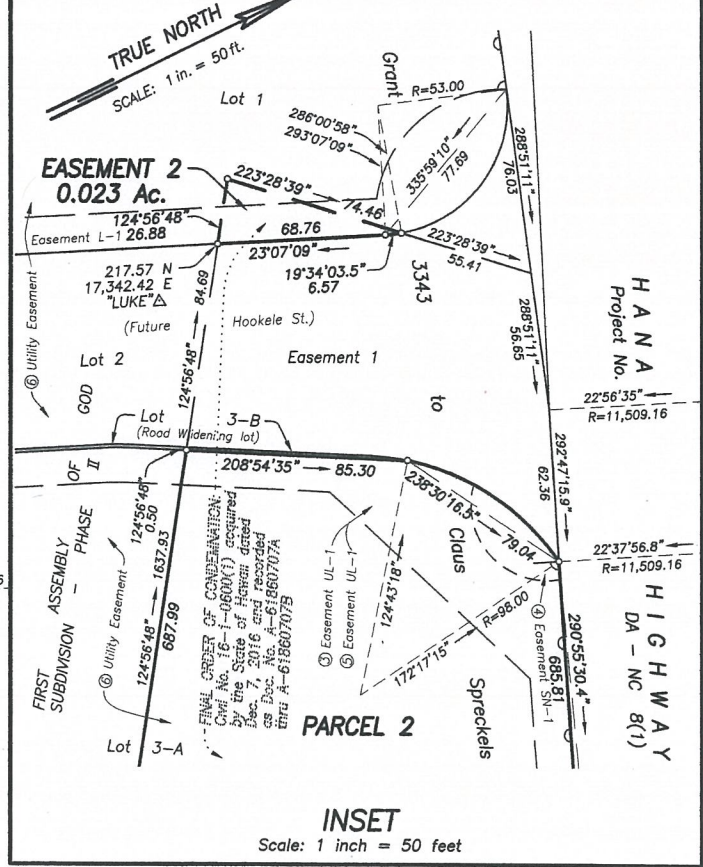 TRUE NORTH
SCALE: 1 in. = 50 ft.
Lot 1
Grant
R=53.00
286°00'58"
293°07'09"
335°59'10"
77.69
288°51'11"
76.03
EASEMENT 2
0.023 Ac.
223°28'39"
74.46
124°56'48"
26.88
Easement L-1
68.76
23°07'09"
19°34'03.5"
6.57
223°28'39"
55.41
3343
217.57 N
17,342.42 E
"LUKE"△
(Future Hookele St.)
84.69
124°56'48"
⑥ Utility Easement
Lot 2
Easement 1
to
288°51'11"
56.65
HANA
Project No.
22°56'35"
R=11,509.16
GOD
Lot 3-B
(Road Widening lot)
208°54'35" 85.30
292°47'15.9"
62.36
OF
II
124°56'48"
0.50
238°30'16.5"
79.04
Claus
22°37'56.8"
R=11,509.16
FIRST ASSEMBLY
SUBDIVISION - PHASE
⑥ Utility Easement
1637.93
124°56'48"
687.99
FINAL ORDER OF CONDEMNATION:
Civil No. 16-1-0600(1) acquired
by the State of Hawaii dated
Dec. 7, 2016 and recorded
as Doc. No. A-61860707A
thru A-61860707B
③ Easement UL-1
⑤ Easement UL-1
124°43'18"
172°17'15"
R=98.00
④ Easement SN-1
290°55'30.4"
685.81
HIGHWAY
DA - NC 8(1)
Lot 3-A
PARCEL 2
Spreckels
INSET
Scale: 1 inch = 50 feet